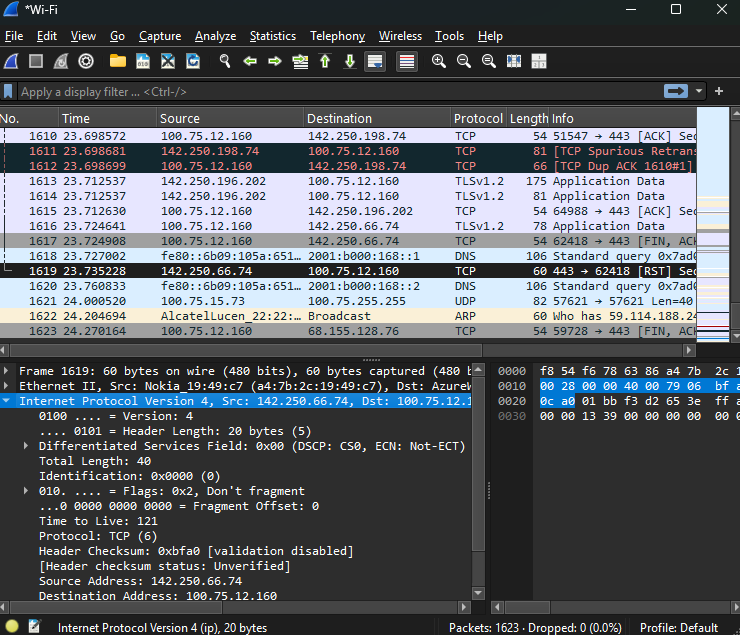 *Wi-Fi
File Edit View Go Capture Analyze Statistics Telephony Wireless Tools Help
Apply a display filter ... <Ctrl-/>
No. Time Source Destination Protocol Length Info
1610 23.698572 100.75.12.160 142.250.198.74 TCP 54 51547 → 443 [ACK] Sec
1611 23.698681 142.250.198.74 100.75.12.160 TCP 81 [TCP Spurious Retrans
1612 23.698699 100.75.12.160 142.250.198.74 TCP 66 [TCP Dup ACK 1610#1]
1613 23.712537 142.250.196.202 100.75.12.160 TLSv1.2 175 Application Data
1614 23.712537 142.250.196.202 100.75.12.160 TLSv1.2 81 Application Data
1615 23.712630 100.75.12.160 142.250.196.202 TCP 54 64988 → 443 [ACK] Sec
1616 23.724641 100.75.12.160 142.250.66.74 TLSv1.2 78 Application Data
1617 23.724908 100.75.12.160 142.250.66.74 TCP 54 62418 → 443 [FIN, ACK
1618 23.727002 fe80::6b09:105a:651… 2001:b000:168::1 DNS 106 Standard query 0x7ad0
1619 23.735228 142.250.66.74 100.75.12.160 TCP 60 443 → 62418 [RST] Sec
1620 23.760833 fe80::6b09:105a:651… 2001:b000:168::2 DNS 106 Standard query 0x7ad0
1621 24.000520 100.75.15.73 100.75.255.255 UDP 82 57621 → 57621 Len=40
1622 24.204694 AlcatelLucen_22:22:… Broadcast ARP 60 Who has 59.114.188.24
1623 24.270164 100.75.12.160 68.155.128.76 TCP 54 59728 → 443 [FIN, ACK
Frame 1619: 60 bytes on wire (480 bits), 60 bytes captured (480 b
Ethernet II, Src: Nokia_19:49:c7 (a4:7b:2c:19:49:c7), Dst: AzureW
Internet Protocol Version 4, Src: 142.250.66.74, Dst: 100.75.12.1
0100 .... = Version: 4
.... 0101 = Header Length: 20 bytes (5)
Differentiated Services Field: 0x00 (DSCP: CS0, ECN: Not-ECT)
Total Length: 40
Identification: 0x0000 (0)
010. .... = Flags: 0x2, Don't fragment
...0 0000 0000 0000 = Fragment Offset: 0
Time to Live: 121
Protocol: TCP (6)
Header Checksum: 0xbfa0 [validation disabled]
[Header checksum status: Unverified]
Source Address: 142.250.66.74
Destination Address: 100.75.12.160
0000 f8 54 f6 78 63 86 a4 7b 2c 1
0010 00 28 00 00 40 00 79 06 bf a
0020 0c a0 01 bb f3 d2 65 3e ff a
0030 00 00 13 39 00 00 00 00 00 0
Internet Protocol Version 4 (ip), 20 bytes
Packets: 1623 · Dropped: 0 (0.0%)
Profile: Default